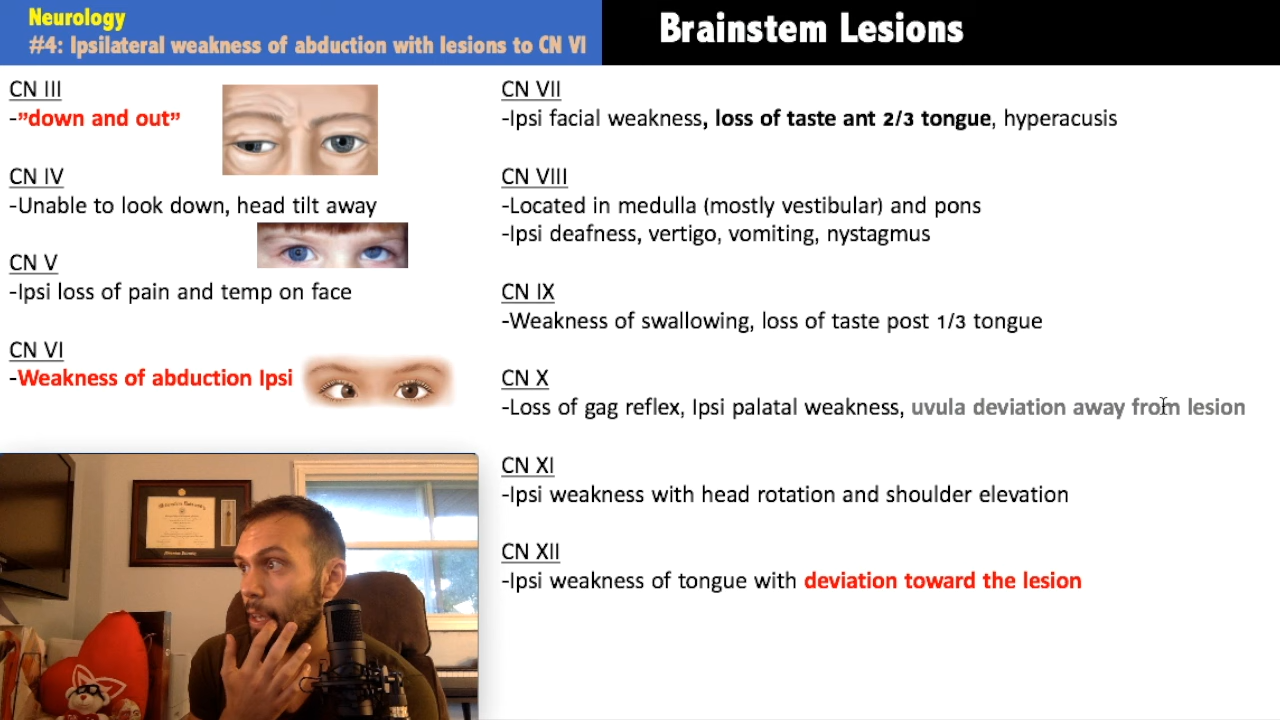 Neurology
#4: Ipsilateral weakness of abduction with lesions to CN VI
Brainstem Lesions
CN III
-”down and out”
CN IV
-Unable to look down, head tilt away
CN V
-Ipsi loss of pain and temp on face
CN VI
-Weakness of abduction Ipsi
CN VII
-Ipsi facial weakness, loss of taste ant 2/3 tongue, hyperacusis
CN VIII
-Located in medulla (mostly vestibular) and pons
-Ipsi deafness, vertigo, vomiting, nystagmus
CN IX
-Weakness of swallowing, loss of taste post 1/3 tongue
CN X
-Loss of gag reflex, Ipsi palatal weakness, uvula deviation away from lesion
CN XI
-Ipsi weakness with head rotation and shoulder elevation
CN XII
-Ipsi weakness of tongue with deviation toward the lesion